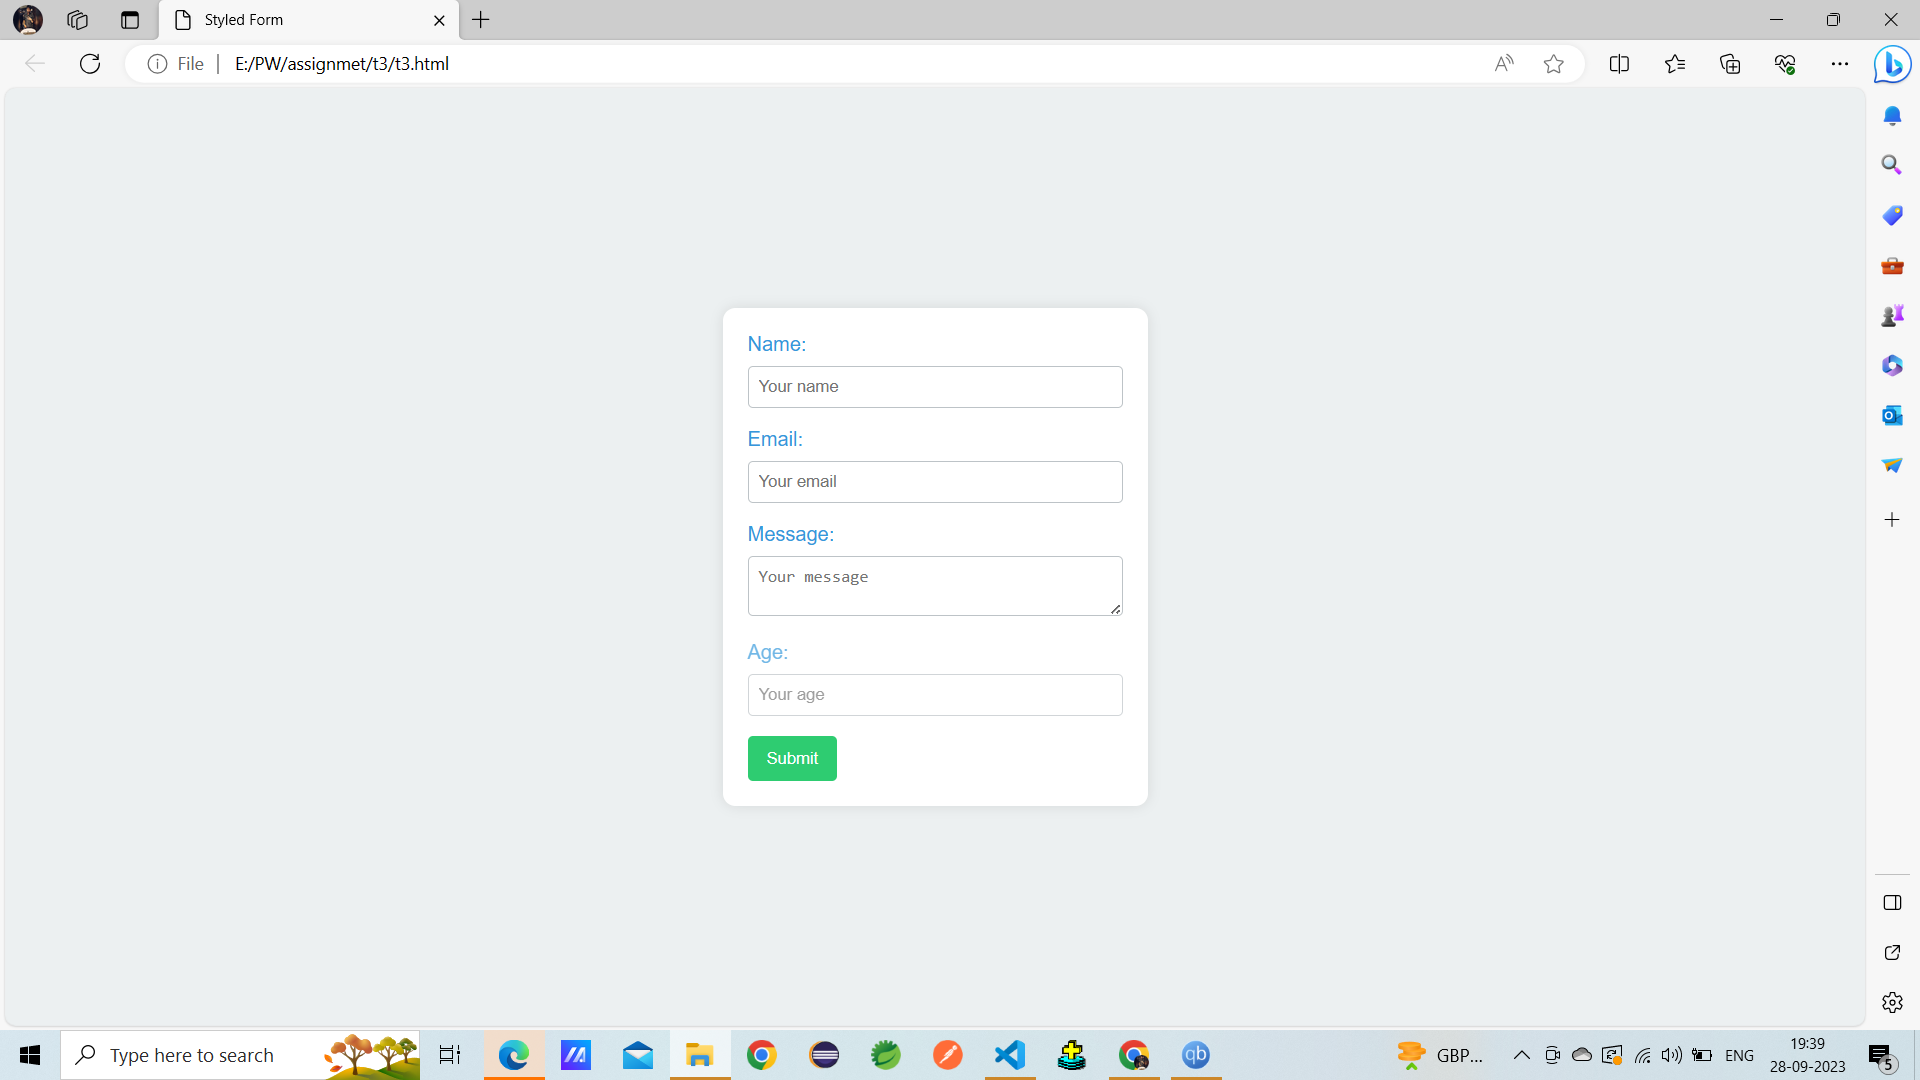 Styled Form
File
E:/PW/assignmet/t3/t3.html
Name:
Your name
Email:
Your email
Message:
Your message
Age:
Your age
Submit
Type here to search
qb
GBP...
ENG
19:39
28-09-2023
5